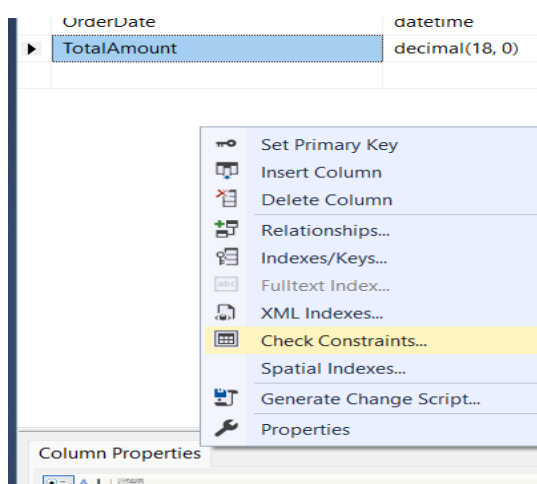 OrderDate datetime
TotalAmount decimal(18, 0)
Set Primary Key
Insert Column
Delete Column
Relationships...
Indexes/Keys...
abc Fulltext Index...
XML Indexes...
Check Constraints...
Spatial Indexes...
Generate Change Script...
Properties
Column Properties